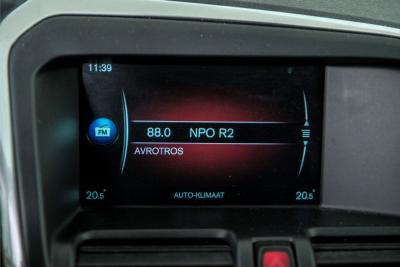 11:39
FM
88.0 NPO R2
AVROTROS
20.5° AUTO-KLIMAAT 20.5°